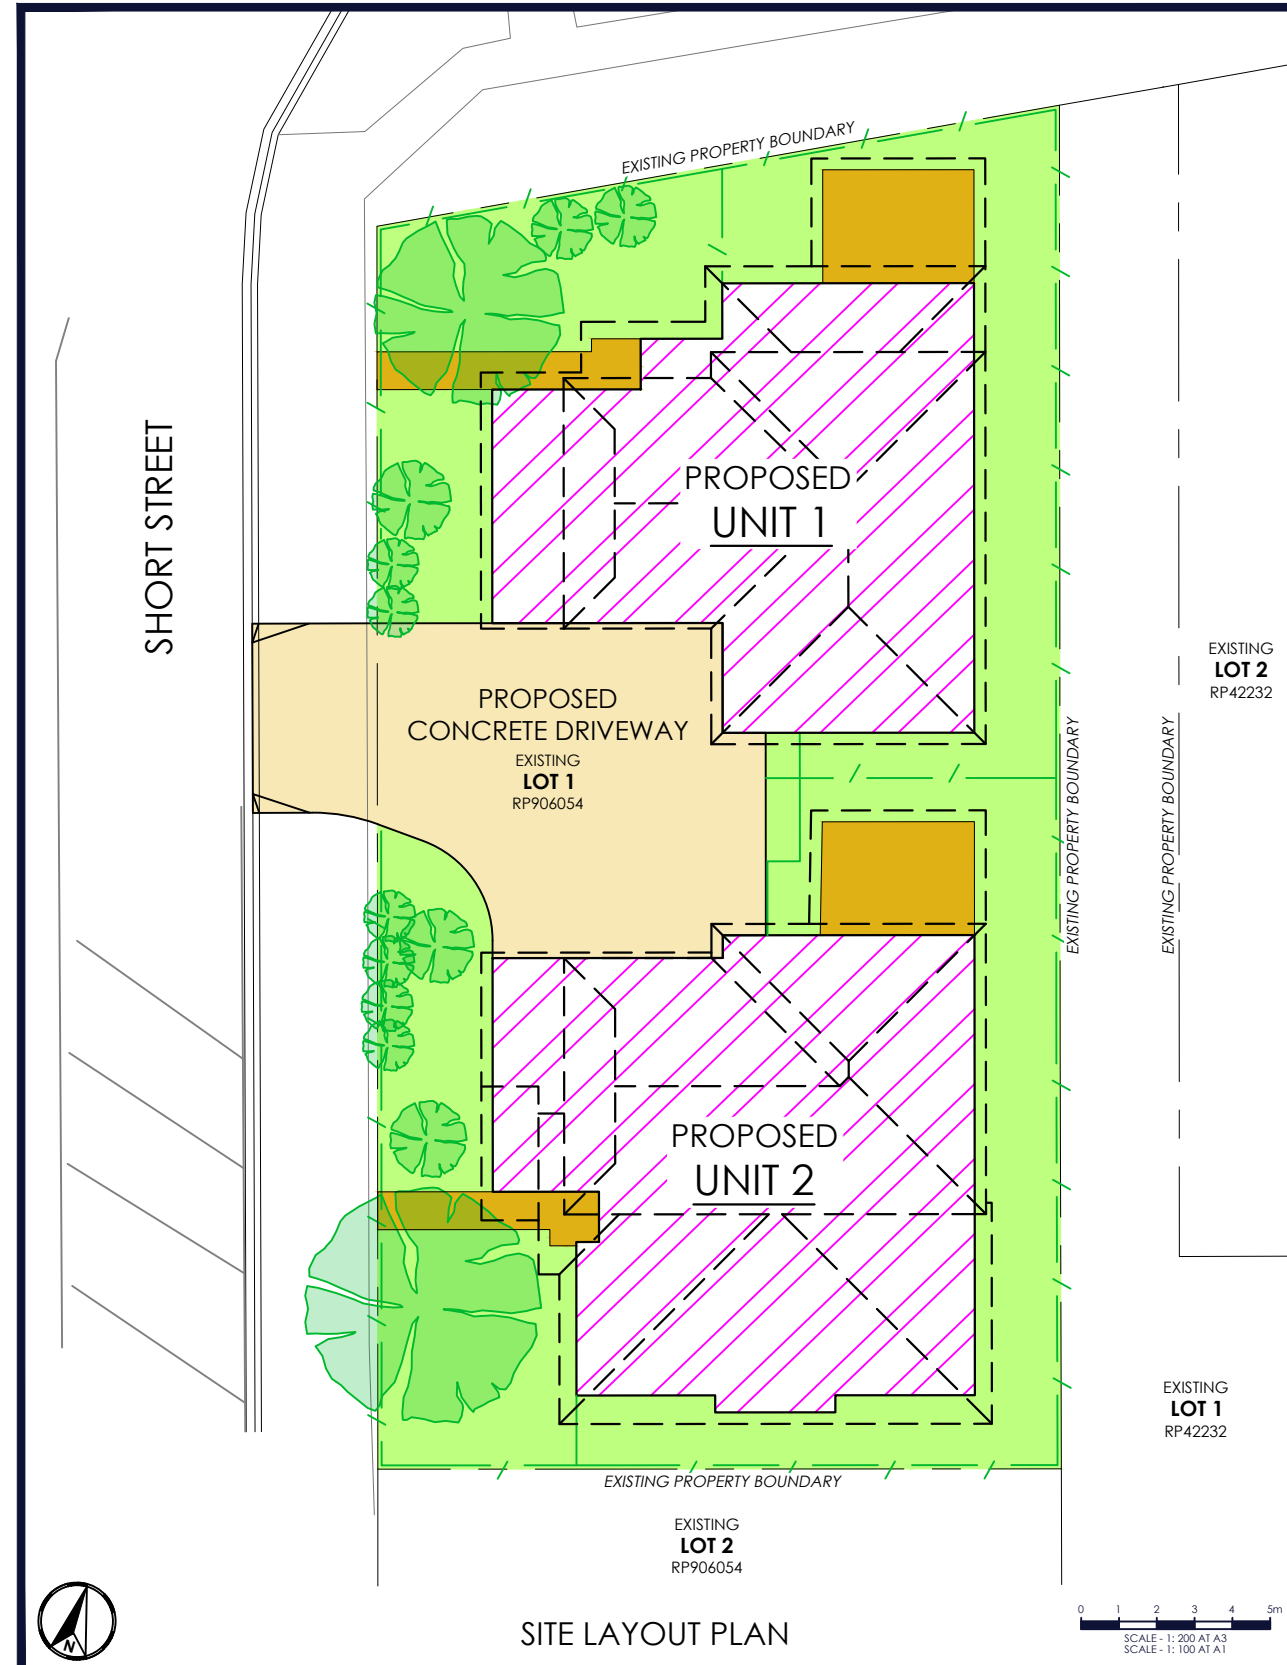 EXISTING PROPERTY BOUNDARY
SHORT STREET
PROPOSED
UNIT 1
EXISTING
LOT 2
RP42232
PROPOSED
CONCRETE DRIVEWAY
EXISTING
LOT 1
RP906054
EXISTING PROPERTY BOUNDARY
EXISTING PROPERTY BOUNDARY
PROPOSED
UNIT 2
EXISTING
LOT 1
RP42232
EXISTING PROPERTY BOUNDARY
EXISTING
LOT 2
RP906054
N
SITE LAYOUT PLAN
0 1 2 3 4 5m
SCALE - 1: 200 AT A3
SCALE - 1: 100 AT A1